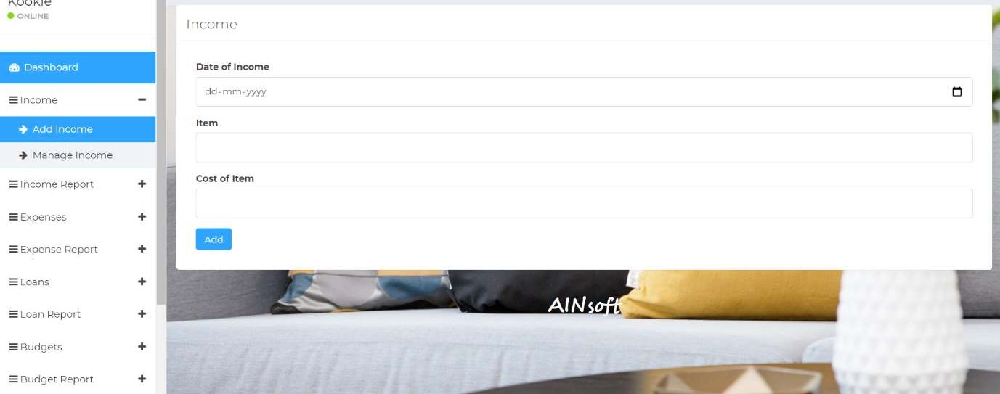 Kookie
ONLINE
Dashboard
Income
Add Income
Manage Income
Income Report
Expenses
Expense Report
Loans
Loan Report
Budgets
Budget Report
Income
Date of Income
dd-mm-yyyy
Item
Cost of Item
Add
AINsoft